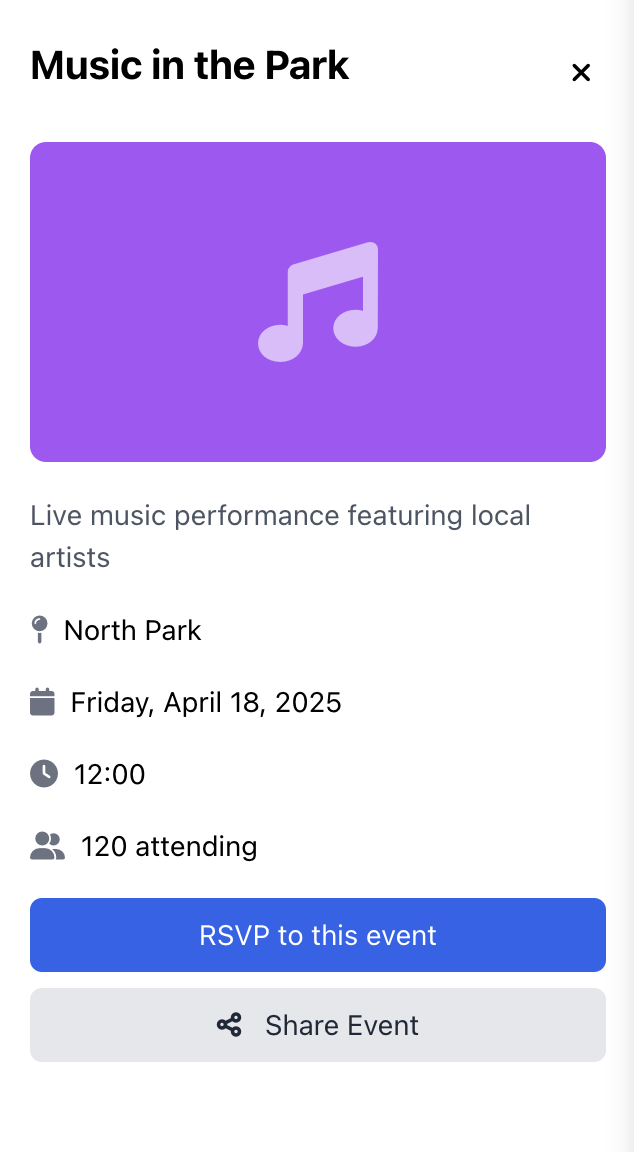 Music in the Park
Live music performance featuring local
artists
North Park
Friday, April 18, 2025
12:00
120 attending
RSVP to this event
Share Event